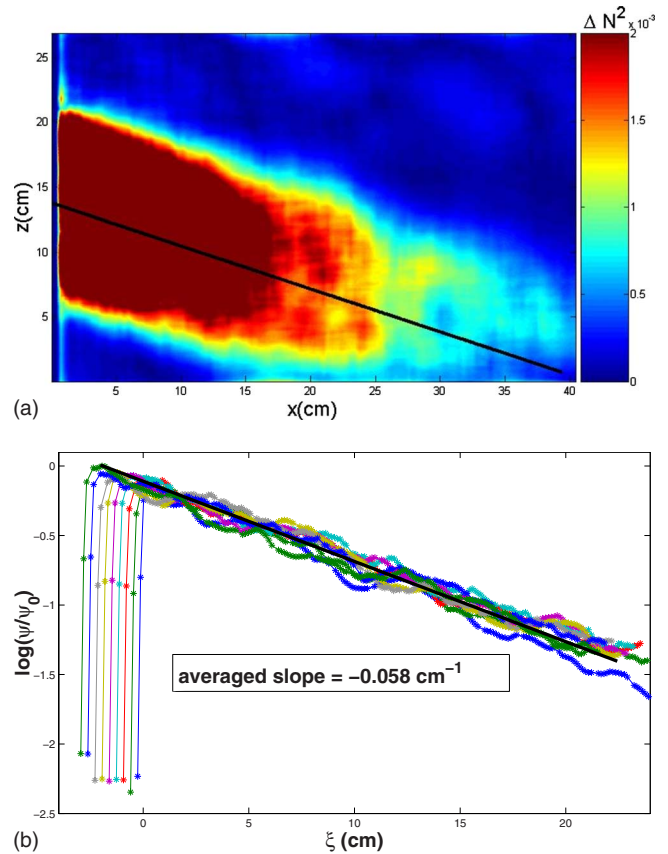 Δ N² x 10⁻³
2
1.5
1
0.5
0
25
20
15
10
5
z(cm)
5 10 15 20 25 30 35 40
x(cm)
(a)
0
−0.5
−1.0
−1.5
−2
−2.5
log(ψ/ψ₀)
averaged slope = −0.058 cm⁻¹
0 5 10 15 20
ξ (cm)
(b)